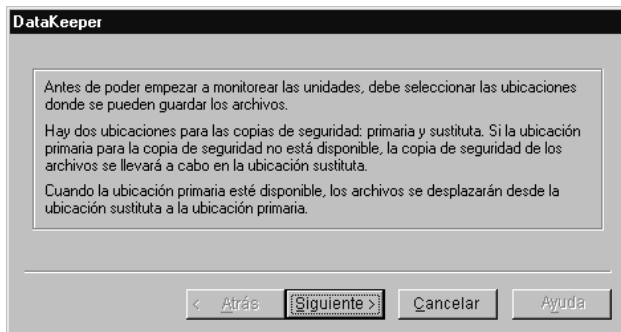 DataKeeper
Antes de poder empezar a monitorear las unidades, debe seleccionar las ubicaciones
donde se pueden guardar los archivos.
Hay dos ubicaciones para las copias de seguridad: primaria y sustituta. Si la ubicación
primaria para la copia de seguridad no está disponible, la copia de seguridad de los
archivos se llevará a cabo en la ubicación sustituta.
Cuando la ubicación primaria esté disponible, los archivos se desplazarán desde la
ubicación sustituta a la ubicación primaria.
< Atrás Siguiente > Cancelar Ayuda